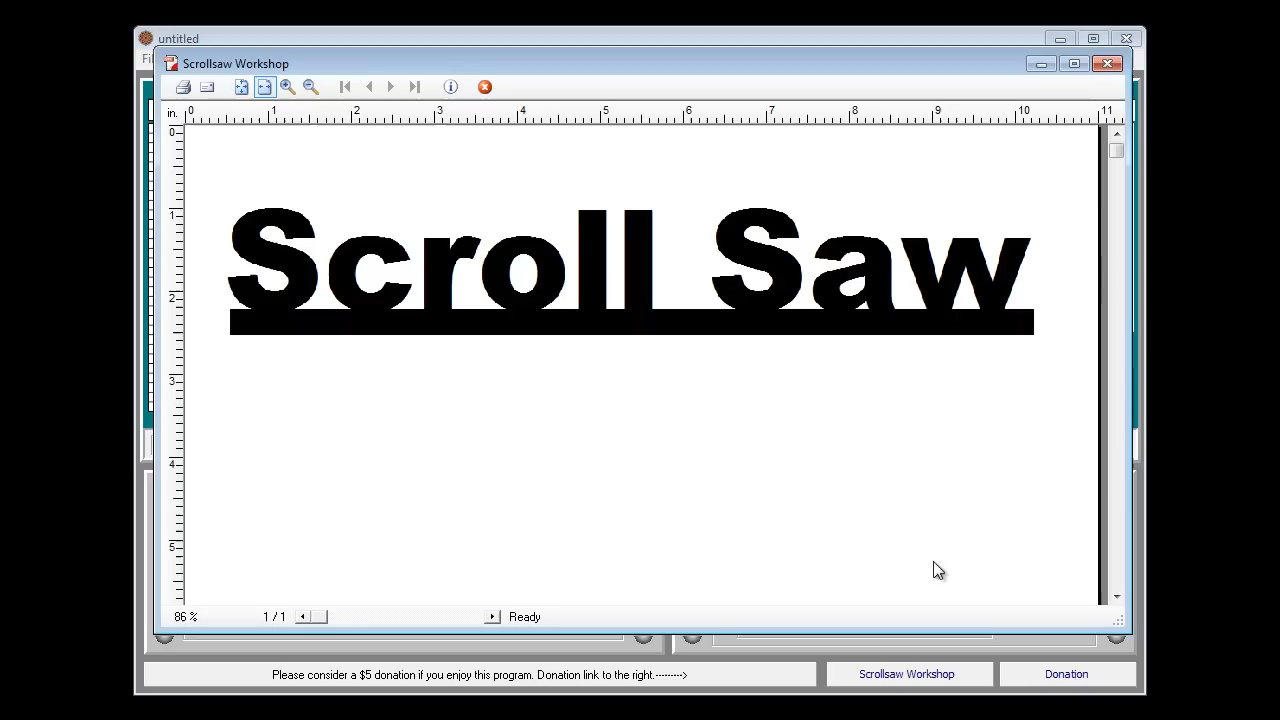 untitled
Fil
Scrollsaw Workshop
in. 0 1 2 3 4 5 6 7 8 9 10 11
0
1
2
3
4
5
Scroll Saw
86 % 1 / 1 Ready
Please consider a $5 donation if you enjoy this program. Donation link to the right.--------->
Scrollsaw Workshop
Donation